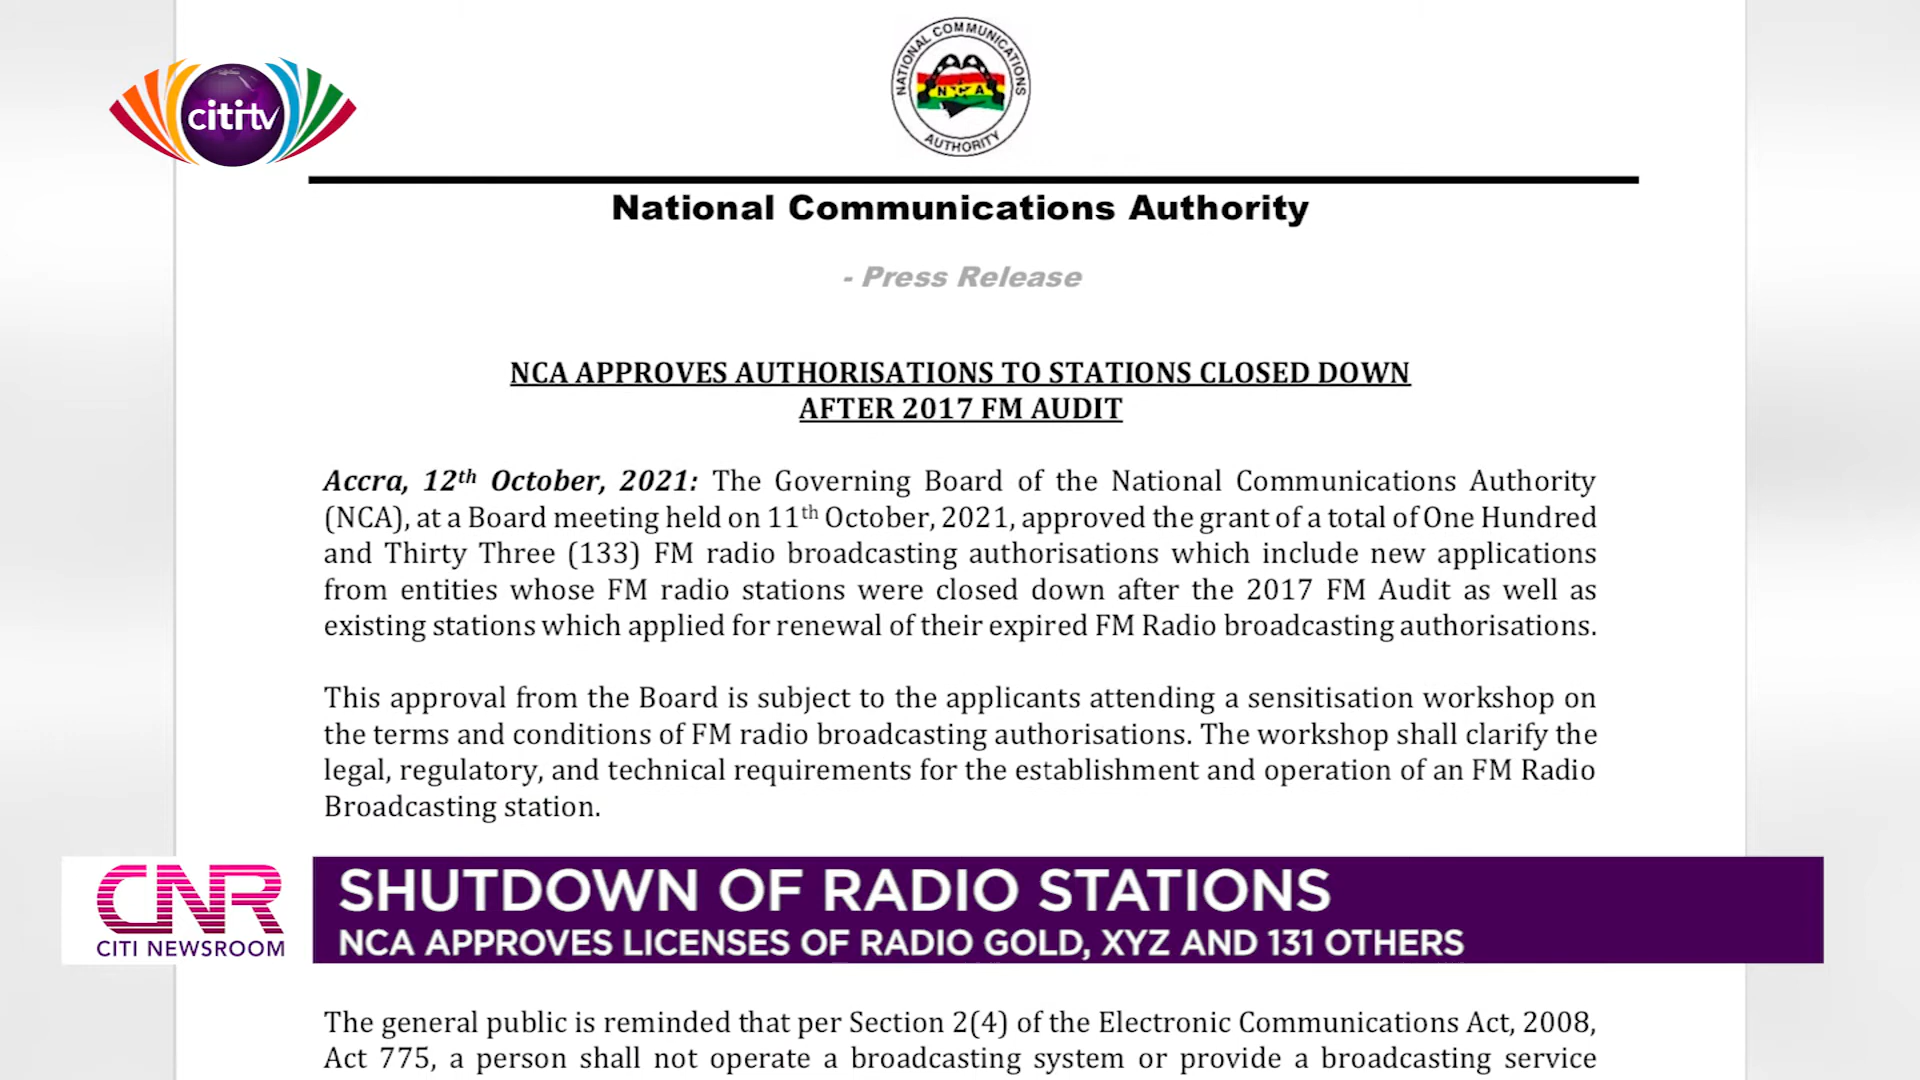 NATIONAL COMMUNICATIONS
NCA
AUTHORITY
citi tv
National Communications Authority
- Press Release
NCA APPROVES AUTHORISATIONS TO STATIONS CLOSED DOWN
AFTER 2017 FM AUDIT
Accra, 12th October, 2021: The Governing Board of the National Communications Authority
(NCA), at a Board meeting held on 11th October, 2021, approved the grant of a total of One Hundred
and Thirty Three (133) FM radio broadcasting authorisations which include new applications
from entities whose FM radio stations were closed down after the 2017 FM Audit as well as
existing stations which applied for renewal of their expired FM Radio broadcasting authorisations.
This approval from the Board is subject to the applicants attending a sensitisation workshop on
the terms and conditions of FM radio broadcasting authorisations. The workshop shall clarify the
legal, regulatory, and technical requirements for the establishment and operation of an FM Radio
Broadcasting station.
CNR
CITI NEWSROOM
SHUTDOWN OF RADIO STATIONS
NCA APPROVES LICENSES OF RADIO GOLD, XYZ AND 131 OTHERS
The general public is reminded that per Section 2(4) of the Electronic Communications Act, 2008,
Act 775, a person shall not operate a broadcasting system or provide a broadcasting service